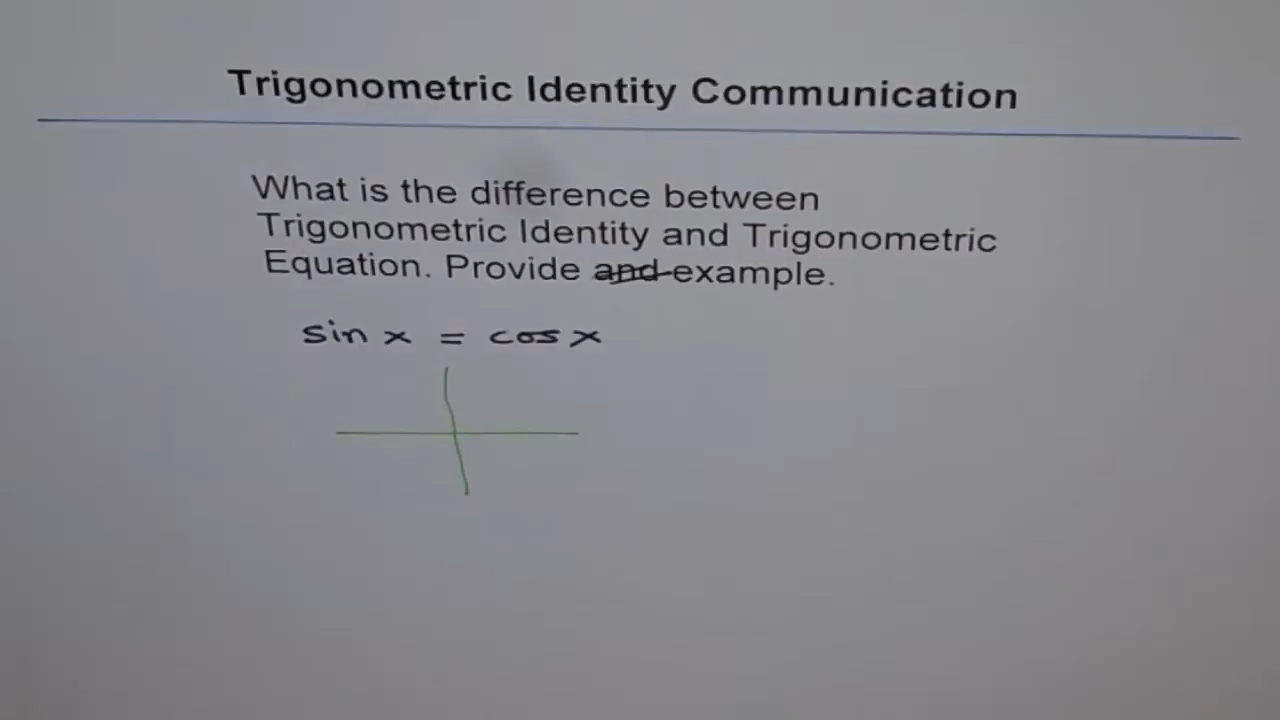 Trigonometric Identity Communication
What is the difference between
Trigonometric Identity and Trigonometric
Equation. Provide and example.
sin x = cos x